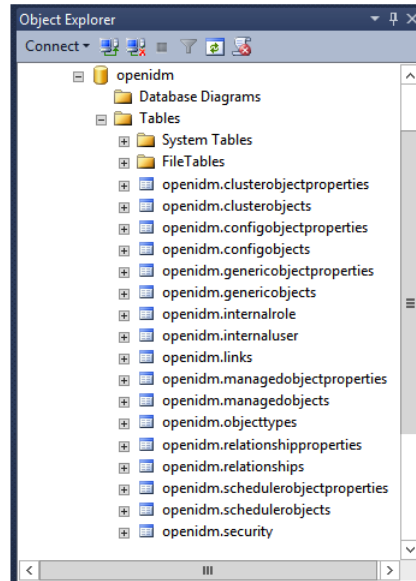 Object Explorer
Connect
openidm
Database Diagrams
Tables
System Tables
FileTables
openidm.clusterobjectproperties
openidm.clusterobjects
openidm.configobjectproperties
openidm.configobjects
openidm.genericobjectproperties
openidm.genericobjects
openidm.internalrole
openidm.internaluser
openidm.links
openidm.managedobjectproperties
openidm.managedobjects
openidm.objecttypes
openidm.relationshipproperties
openidm.relationships
openidm.schedulerobjectproperties
openidm.schedulerobjects
openidm.security